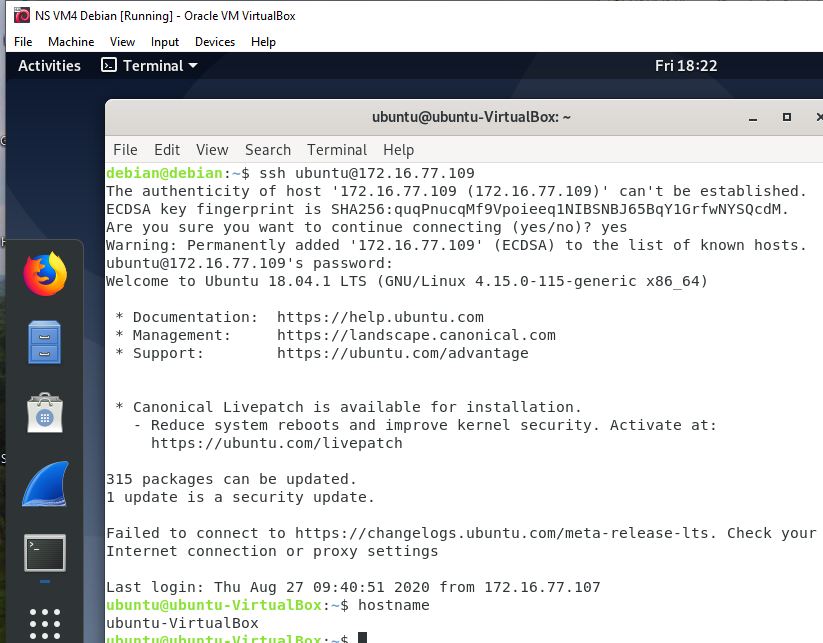 NS VM4 Debian [Running] - Oracle VM VirtualBox
File Machine View Input Devices Help
Activities Terminal Fri 18:22
ubuntu@ubuntu-VirtualBox: ~
File Edit View Search Terminal Help
debian@debian:~$ ssh ubuntu@172.16.77.109
The authenticity of host '172.16.77.109 (172.16.77.109)' can't be established.
ECDSA key fingerprint is SHA256:quqPnucqMf9Vpoieeq1NIBSNBJ65BqY1GrfwNYSQcdM.
Are you sure you want to continue connecting (yes/no)? yes
Warning: Permanently added '172.16.77.109' (ECDSA) to the list of known hosts.
ubuntu@172.16.77.109's password:
Welcome to Ubuntu 18.04.1 LTS (GNU/Linux 4.15.0-115-generic x86_64)
* Documentation: https://help.ubuntu.com
* Management: https://landscape.canonical.com
* Support: https://ubuntu.com/advantage
* Canonical Livepatch is available for installation.
- Reduce system reboots and improve kernel security. Activate at:
https://ubuntu.com/livepatch
315 packages can be updated.
1 update is a security update.
Failed to connect to https://changelogs.ubuntu.com/meta-release-lts. Check your
Internet connection or proxy settings
Last login: Thu Aug 27 09:40:51 2020 from 172.16.77.107
ubuntu@ubuntu-VirtualBox:~$ hostname
ubuntu-VirtualBox
ubuntu@ubuntu-VirtualBox:~$